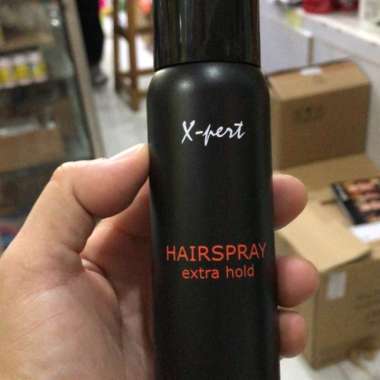 X-pert
HAIRSPRAY
extra hold